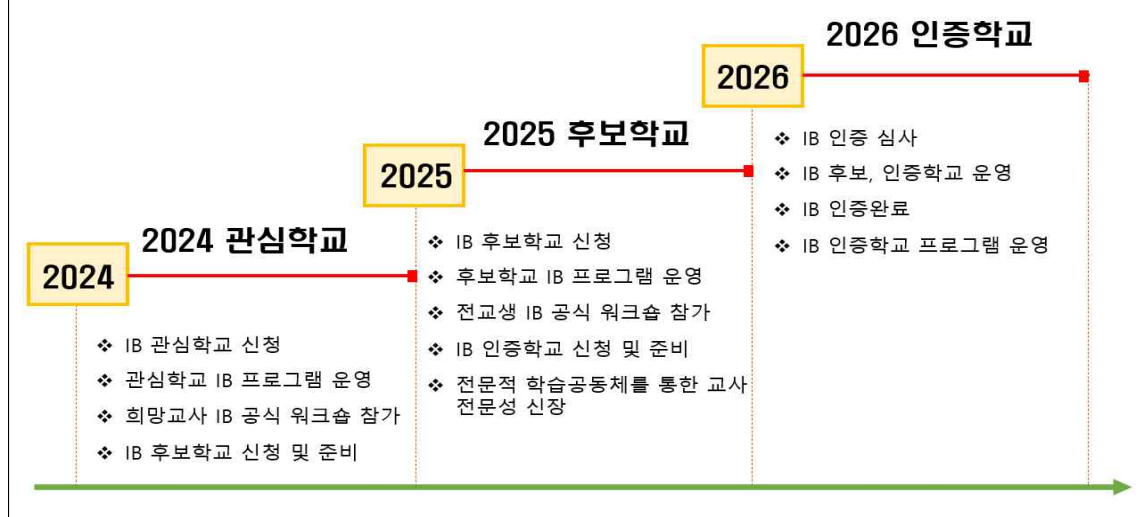 2026 인증학교
2026
❖ IB 인증 심사
❖ IB 후보, 인증학교 운영
❖ IB 인증완료
❖ IB 인증학교 프로그램 운영
2025 후보학교
2025
❖ IB 후보학교 신청
❖ 후보학교 IB 프로그램 운영
❖ 전교생 IB 공식 워크숍 참가
❖ IB 인증학교 신청 및 준비
❖ 전문적 학습공동체를 통한 교사
전문성 신장
2024 관심학교
2024
❖ IB 관심학교 신청
❖ 관심학교 IB 프로그램 운영
❖ 희망교사 IB 공식 워크숍 참가
❖ IB 후보학교 신청 및 준비